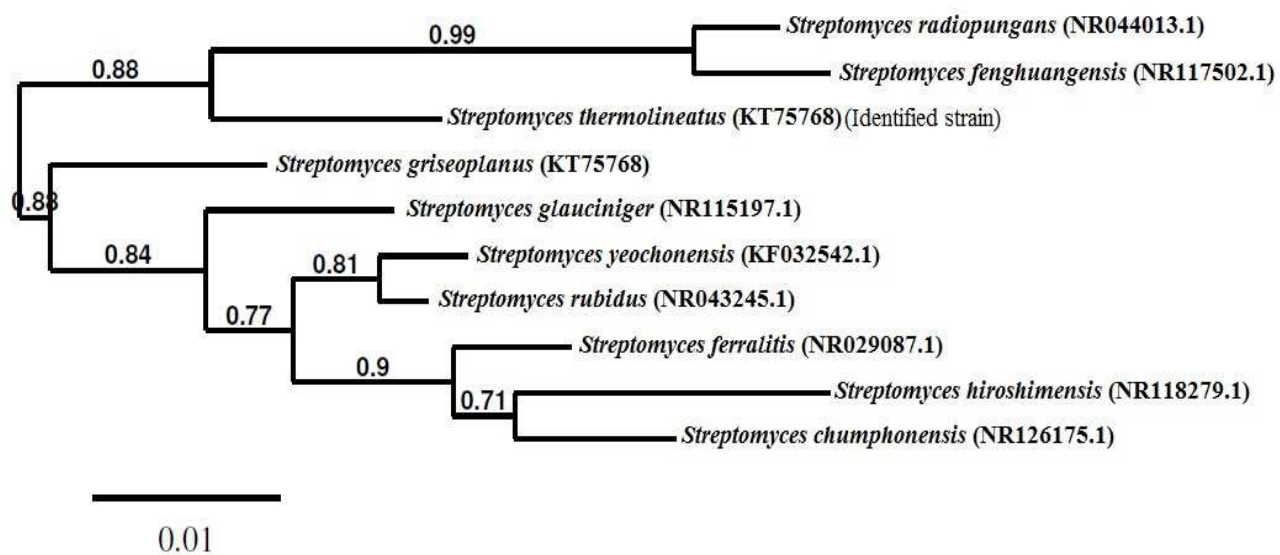 Streptomyces radiopungans (NR044013.1)
0.99
0.88
Streptomyces fenghuangensis (NR117502.1)
Streptomyces thermolineatus (KT75768)(Identified strain)
Streptomyces griseoplanus (KT75768)
0.88
Streptomyces glauciniger (NR115197.1)
0.84
Streptomyces yeochonensis (KF032542.1)
0.81
Streptomyces rubidus (NR043245.1)
0.77
Streptomyces ferralitis (NR029087.1)
0.9
Streptomyces hiroshimensis (NR118279.1)
0.71
Streptomyces chumphonensis (NR126175.1)
0.01